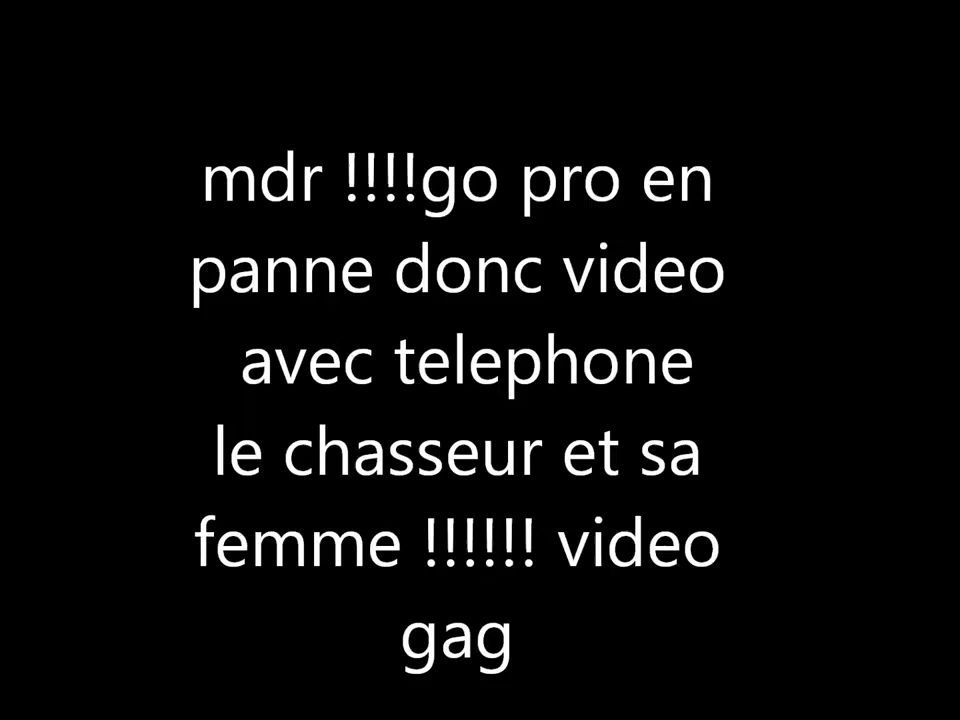 mdr !!!!go pro en
panne donc video
avec telephone
le chasseur et sa
femme !!!!!! video
gag